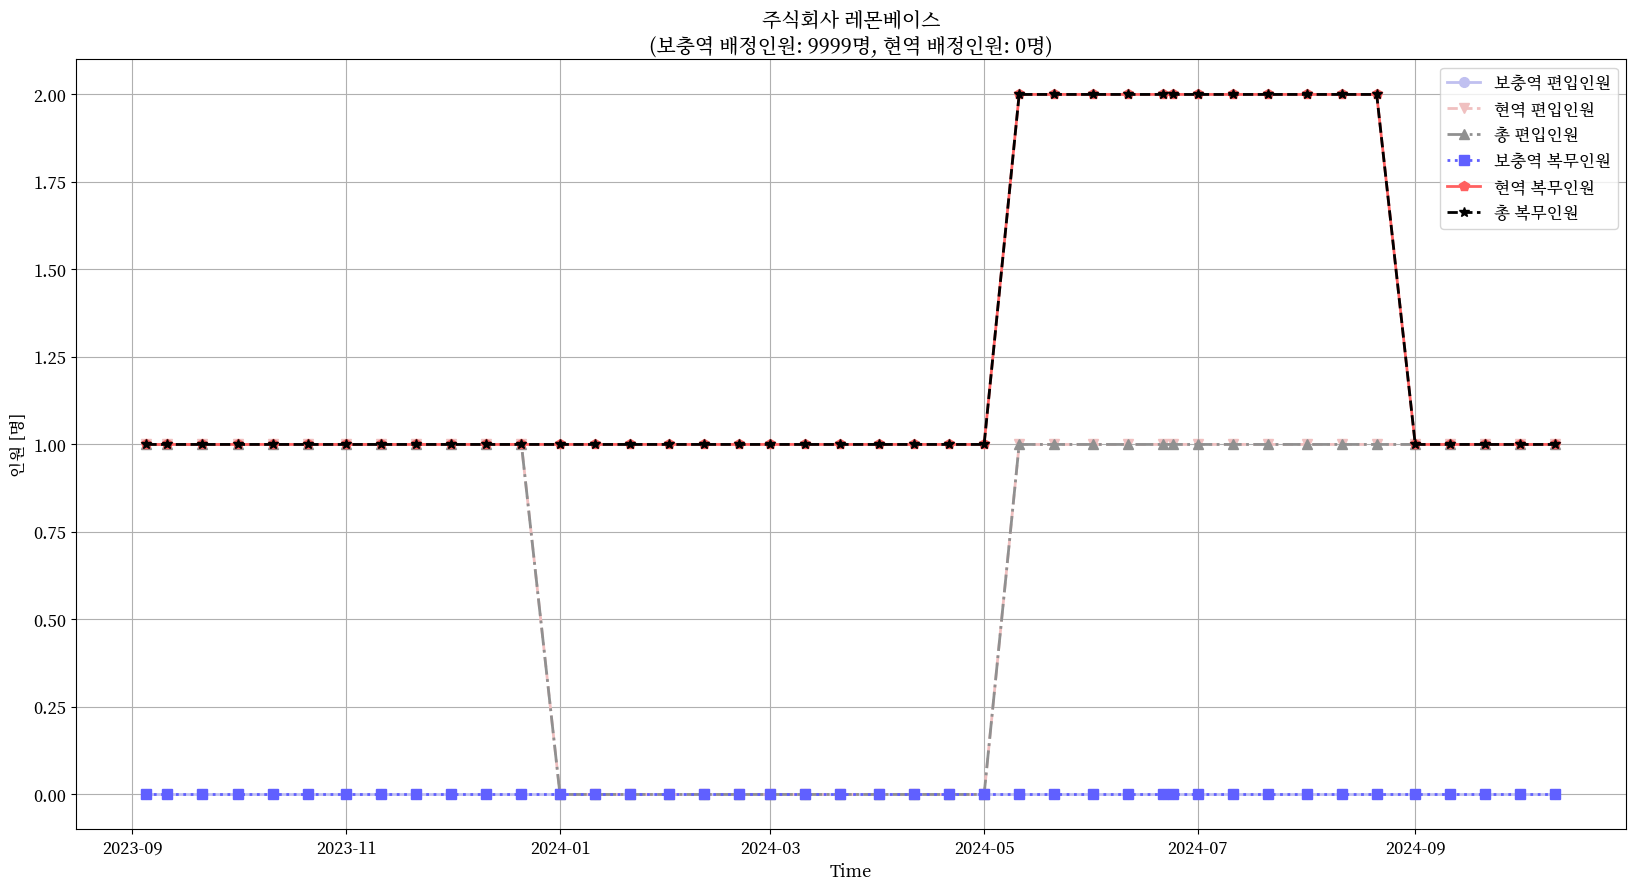 주식회사 레몬베이스
(보충역 배정인원: 9999명, 현역 배정인원: 0명)
보충역 편입인원
현역 편입인원
총 편입인원
보충역 복무인원
현역 복무인원
총 복무인원
인원 [명]
2.00
1.75
1.50
1.25
1.00
0.75
0.50
0.25
0.00
2023-09
2023-11
2024-01
2024-03
2024-05
2024-07
2024-09
Time